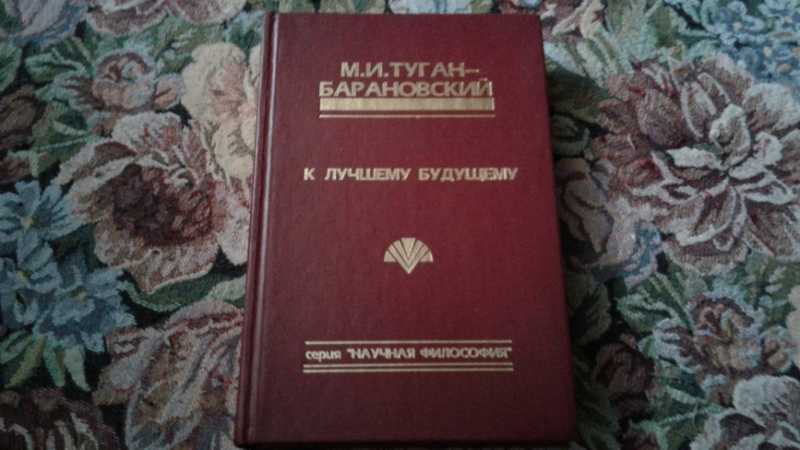 М.И.ТУГАН-
БАРАНОВСКИЙ
К ЛУЧШЕМУ БУДУЩЕМУ
серия "НАУЧНАЯ ФИЛОСОФИЯ"